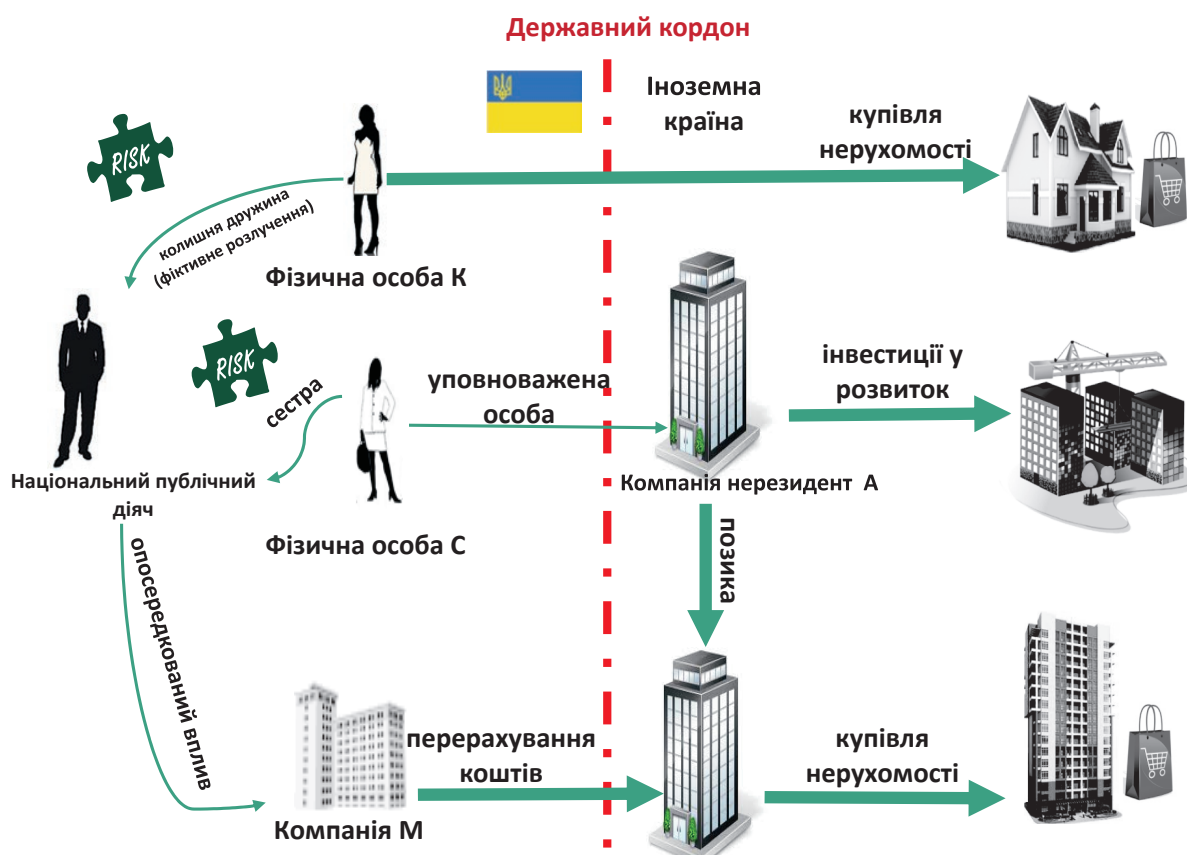 Державний кордон
Іноземна
країна
купівля
нерухомості
RISK
колишня дружина
(фіктивне розлучення)
Фізична особа К
RISK
сестра
уповноважена
особа
інвестиції у
розвиток
Національний публічний
діяч
Компанія нерезидент А
Фізична особа С
позика
опосередкований вплив
перерахування
коштів
купівля
нерухомості
Компанія М